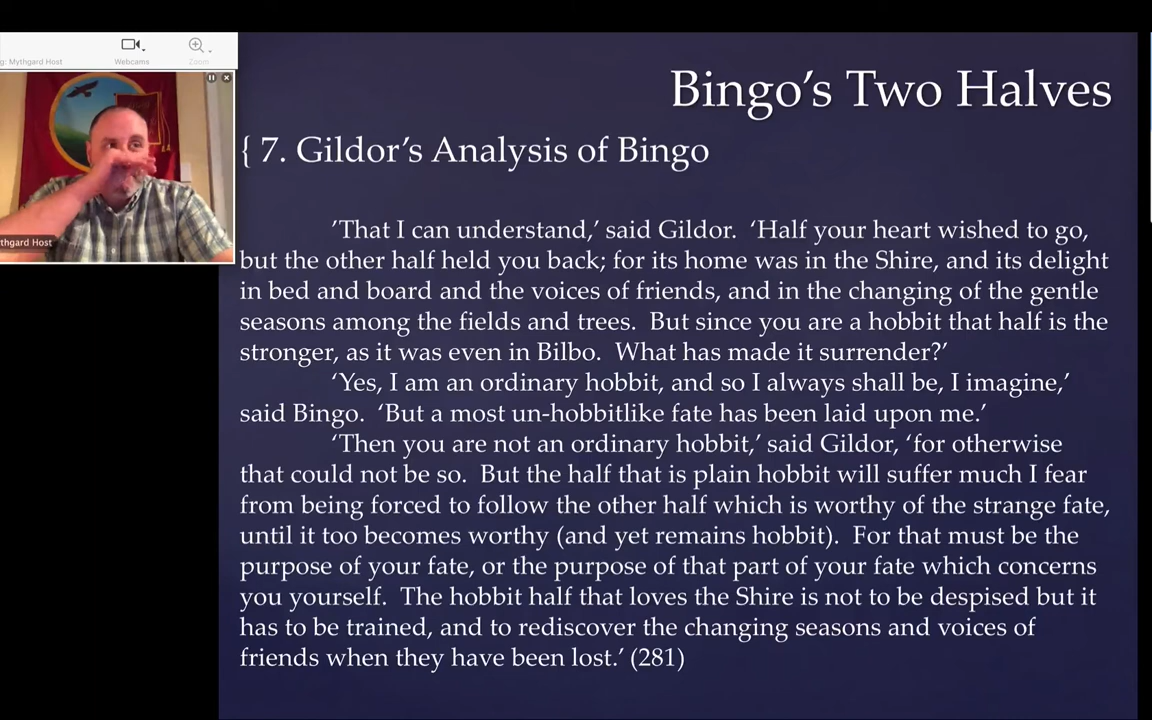 g: Mythgard Host
Webcams
Zoom
Bingo's Two Halves
{ 7. Gildor's Analysis of Bingo
'That I can understand,' said Gildor. 'Half your heart wished to go,
but the other half held you back; for its home was in the Shire, and its delight
in bed and board and the voices of friends, and in the changing of the gentle
seasons among the fields and trees. But since you are a hobbit that half is the
stronger, as it was even in Bilbo. What has made it surrender?'
'Yes, I am an ordinary hobbit, and so I always shall be, I imagine,'
said Bingo. 'But a most un-hobbitlike fate has been laid upon me.'
'Then you are not an ordinary hobbit,' said Gildor, 'for otherwise
that could not be so. But the half that is plain hobbit will suffer much I fear
from being forced to follow the other half which is worthy of the strange fate,
until it too becomes worthy (and yet remains hobbit). For that must be the
purpose of your fate, or the purpose of that part of your fate which concerns
you yourself. The hobbit half that loves the Shire is not to be despised but it
has to be trained, and to rediscover the changing seasons and voices of
friends when they have been lost.' (281)
thgard Host